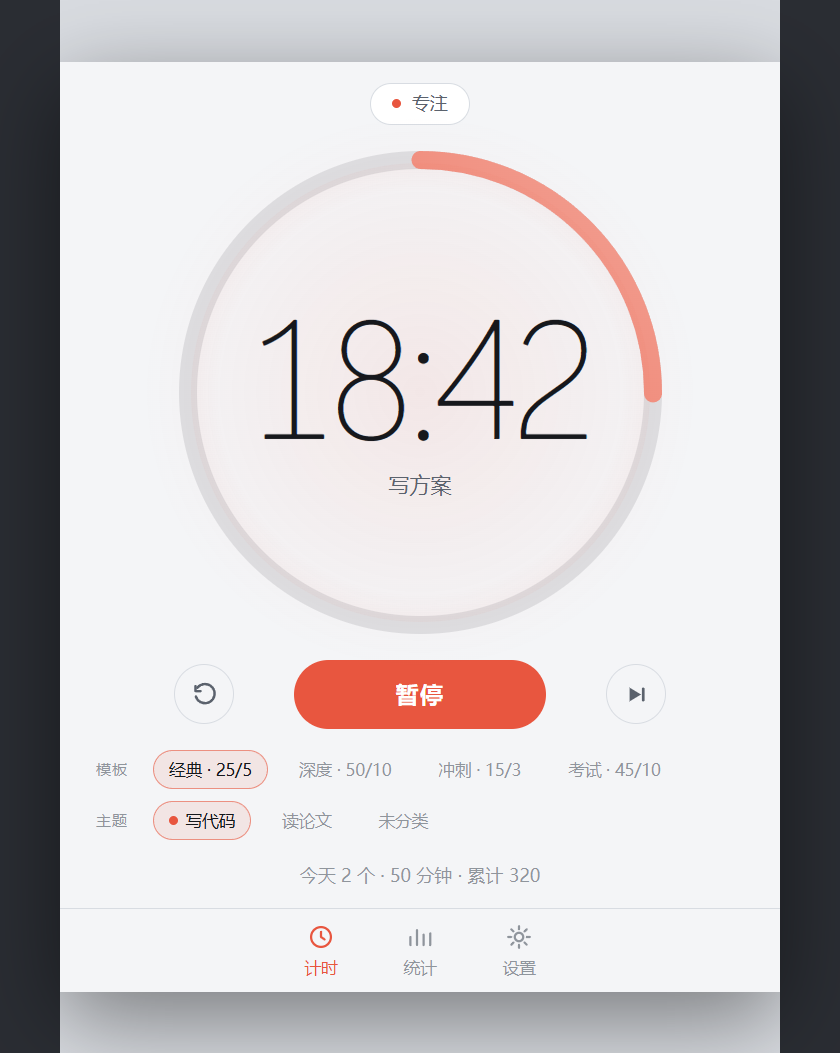 专注
18:42
写方案
暂停
模板 经典 · 25/5 深度 · 50/10 冲刺 · 15/3 考试 · 45/10
主题 写代码 读论文 未分类
今天 2 个 · 50 分钟 · 累计 320
计时 统计 设置